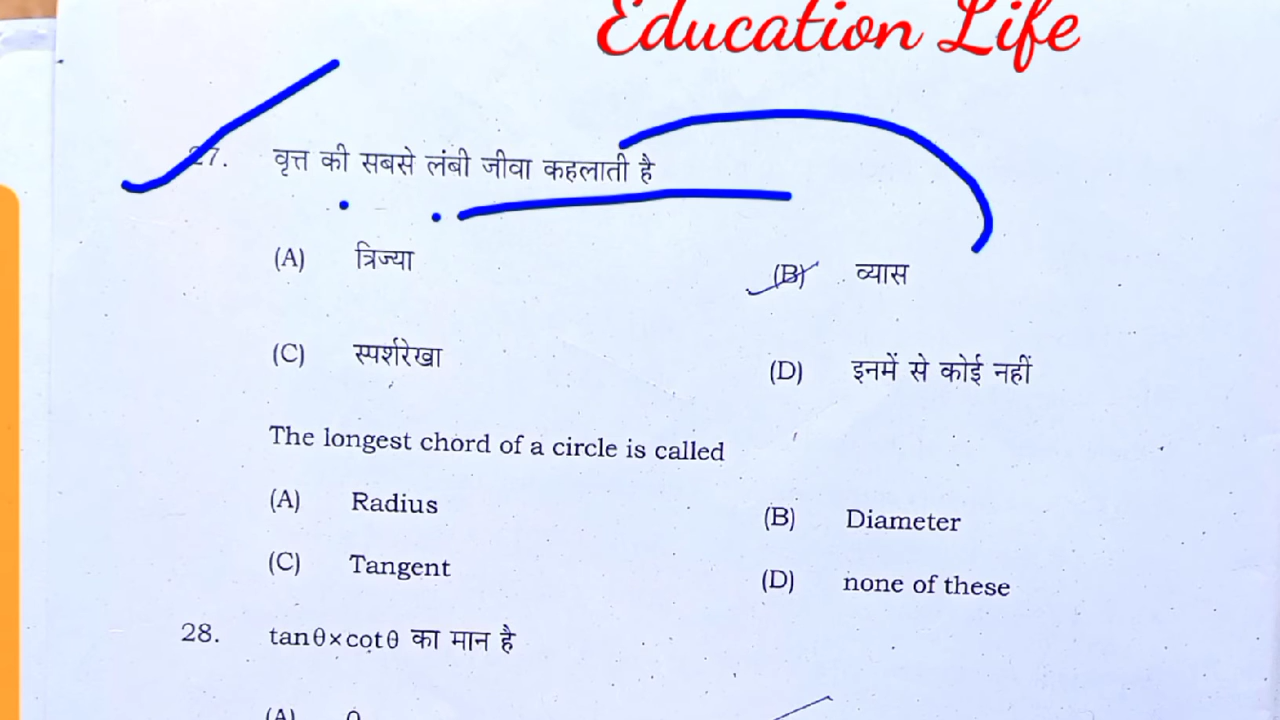 Education Life
27. वृत्त की सबसे लंबी जीवा कहलाती है
(A) त्रिज्या (B) व्यास
(C) स्पर्शरेखा (D) इनमें से कोई नहीं
The longest chord of a circle is called
(A) Radius (B) Diameter
(C) Tangent (D) none of these
28. tanθ×cotθ का मान है
(A) 0